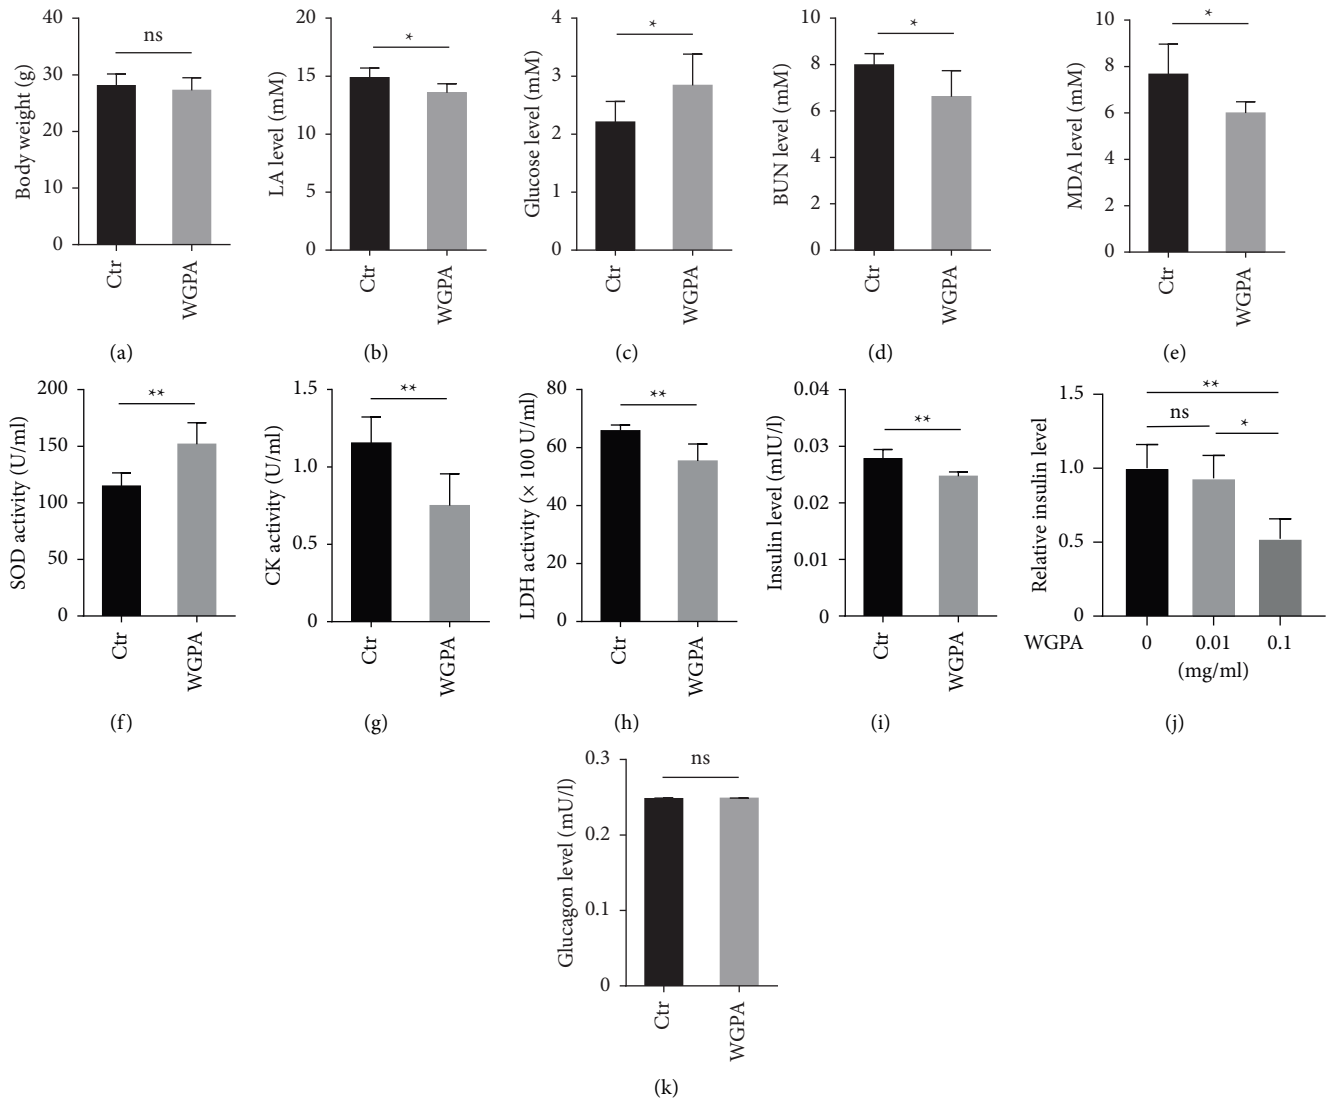 Body weight (g)
40
30
20
10
0
ns
Ctr
WGPA
(a)
LA level (mM)
20
15
10
5
0
*
Ctr
WGPA
(b)
Glucose level (mM)
4
3
2
1
0
*
Ctr
WGPA
(c)
BUN level (mM)
10
8
6
4
2
0
*
Ctr
WGPA
(d)
MDA level (mM)
10
8
6
4
2
0
*
Ctr
WGPA
(e)
SOD activity (U/ml)
200
150
100
50
0
**
Ctr
WGPA
(f)
CK activity (U/ml)
1.5
1.0
0.5
0
**
Ctr
WGPA
(g)
LDH activity (× 100 U/ml)
80
60
40
20
0
**
Ctr
WGPA
(h)
Insulin level (mIU/l)
0.04
0.03
0.02
0.01
0
**
Ctr
WGPA
(i)
Relative insulin level
1.5
1.0
0.5
0
**
ns
*
WGPA 0 0.01 0.1
(mg/ml)
(j)
Glucagon level (mU/l)
0.3
0.2
0.1
0
ns
Ctr
WGPA
(k)